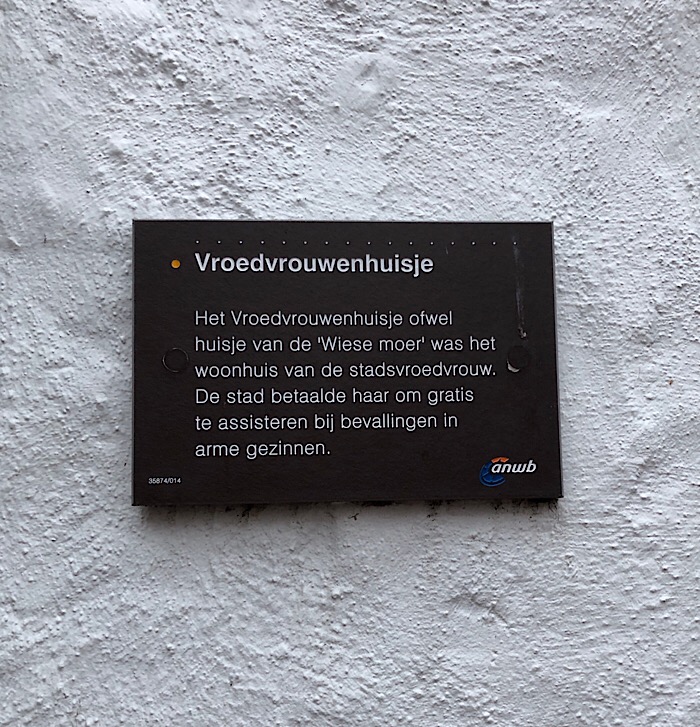 Vroedvrouwenhuisje
Het Vroedvrouwenhuisje ofwel
huisje van de 'Wiese moer' was het
woonhuis van de stadsvroedvrouw.
De stad betaalde haar om gratis
te assisteren bij bevallingen in
arme gezinnen.
35874/014
anwb